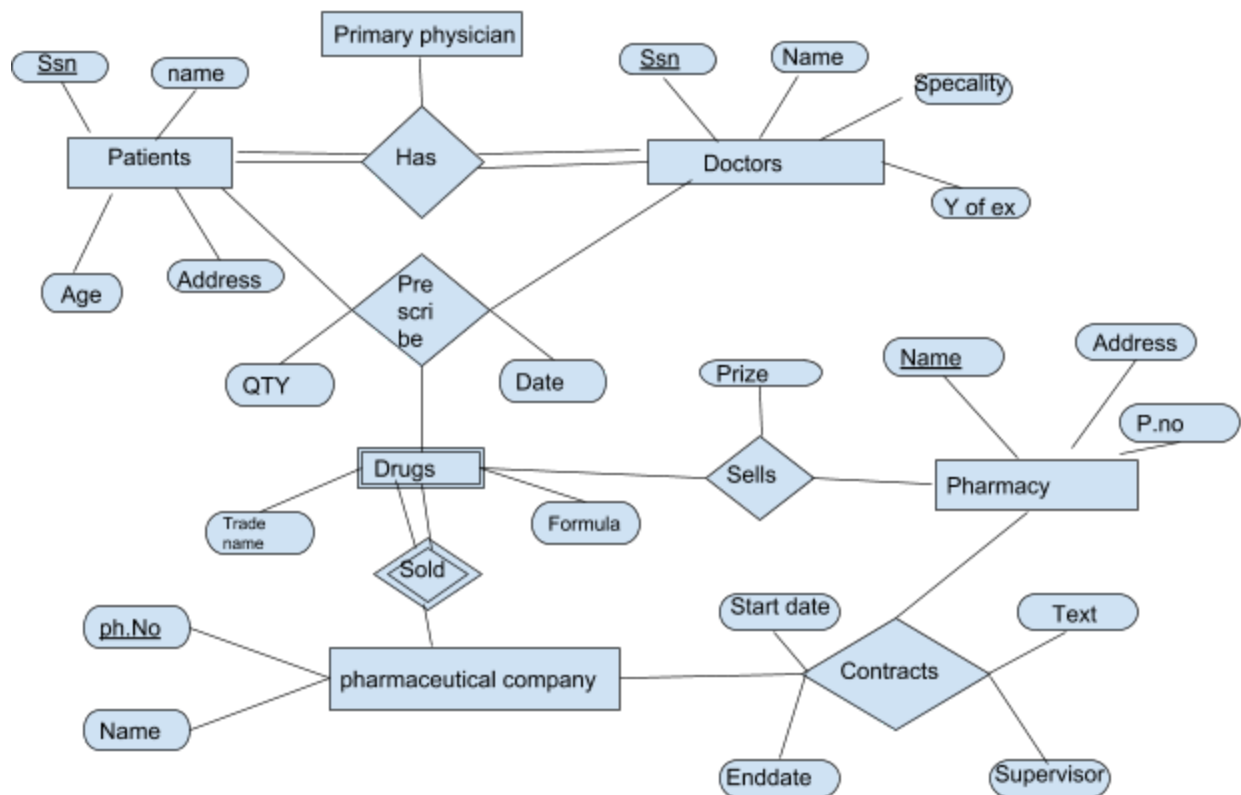 Primary physician
Ssn
name
Ssn
Name
Specality
Patients
Has
Doctors
Y of ex
Age
Address
Pre
scri
be
QTY
Date
Prize
Name
Address
P.no
Drugs
Sells
Pharmacy
Trade
name
Formula
Sold
ph.No
Start date
Text
pharmaceutical company
Contracts
Name
Enddate
Supervisor